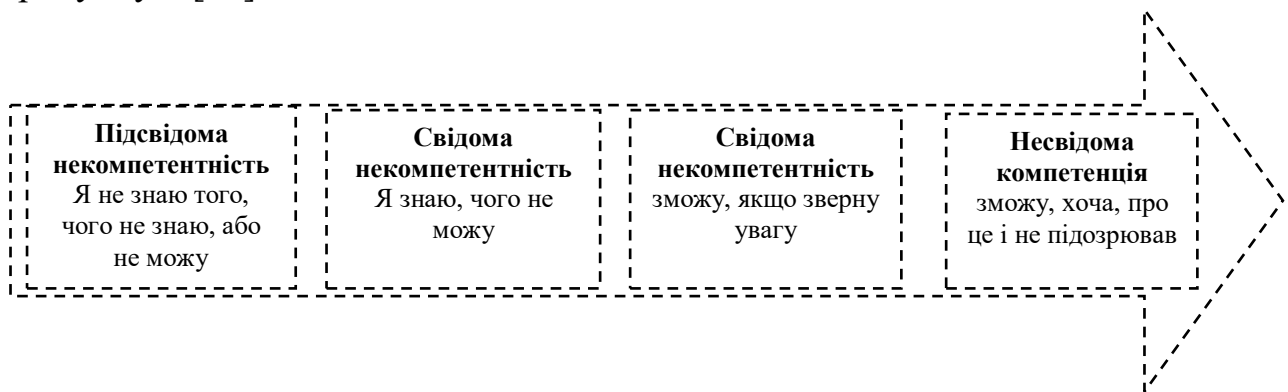 Підсвідома
некомпетентність
Я не знаю того,
чого не знаю, або
не можу
Свідома
некомпетентність
Я знаю, чого не
можу
Свідома
некомпетентність
зможу, якщо зверну
увагу
Несвідома
компетенція
зможу, хоча, про
це і не підозрював